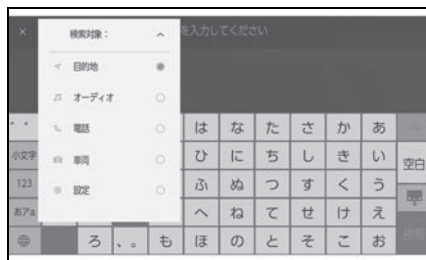 検索対象：
を入力してください
目的地
オーディオ
電話
車両
設定
は な た さ か あ
小文字 ひ に ち し き い 空白
123 ふ ぬ つ す く う
あアa へ ね て せ け え
ろ 、。 も ほ の と そ こ お 検索